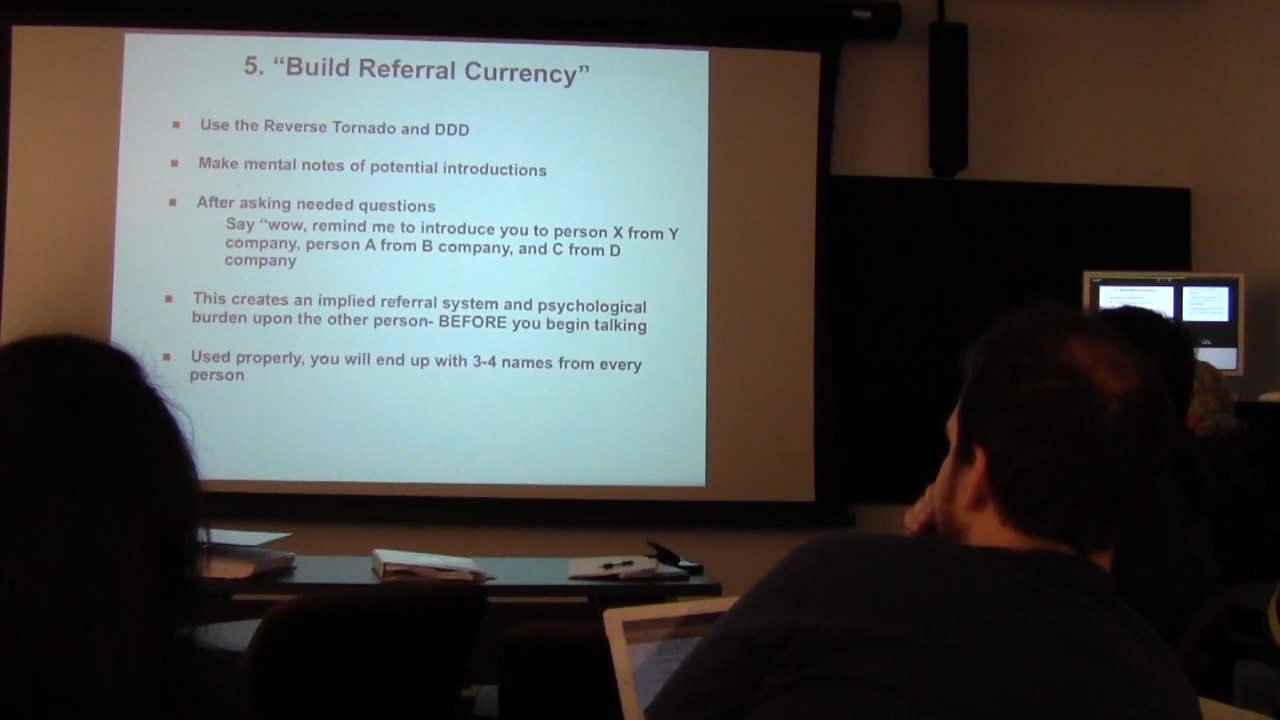 5. “Build Referral Currency”
Use the Reverse Tornado and DDD
Make mental notes of potential introductions
After asking needed questions
Say “wow, remind me to introduce you to person X from Y
company, person A from B company, and C from D
company
This creates an implied referral system and psychological
burden upon the other person- BEFORE you begin talking
Used properly, you will end up with 3-4 names from every
person